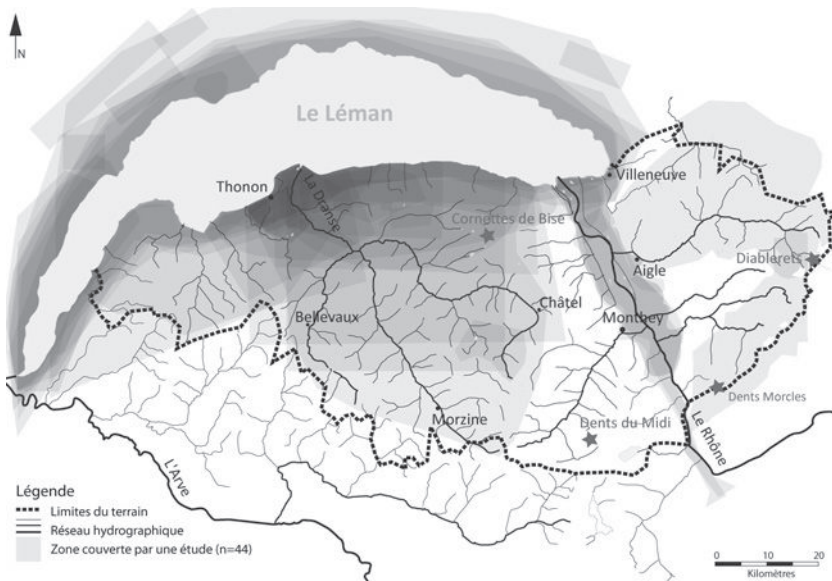 N
Le Léman
Thonon
La Dranse
Villeneuve
Cornettes de Bise
Aigle
Diablerets
Châtel
Bellevaux
Monthey
Dents Morcles
Morzine
Dents du Midi
Le Rhône
L'Arve
Légende
Limites du terrain
Réseau hydrographique
Zone couverte par une étude (n=44)
0 10 20
Kilomètres